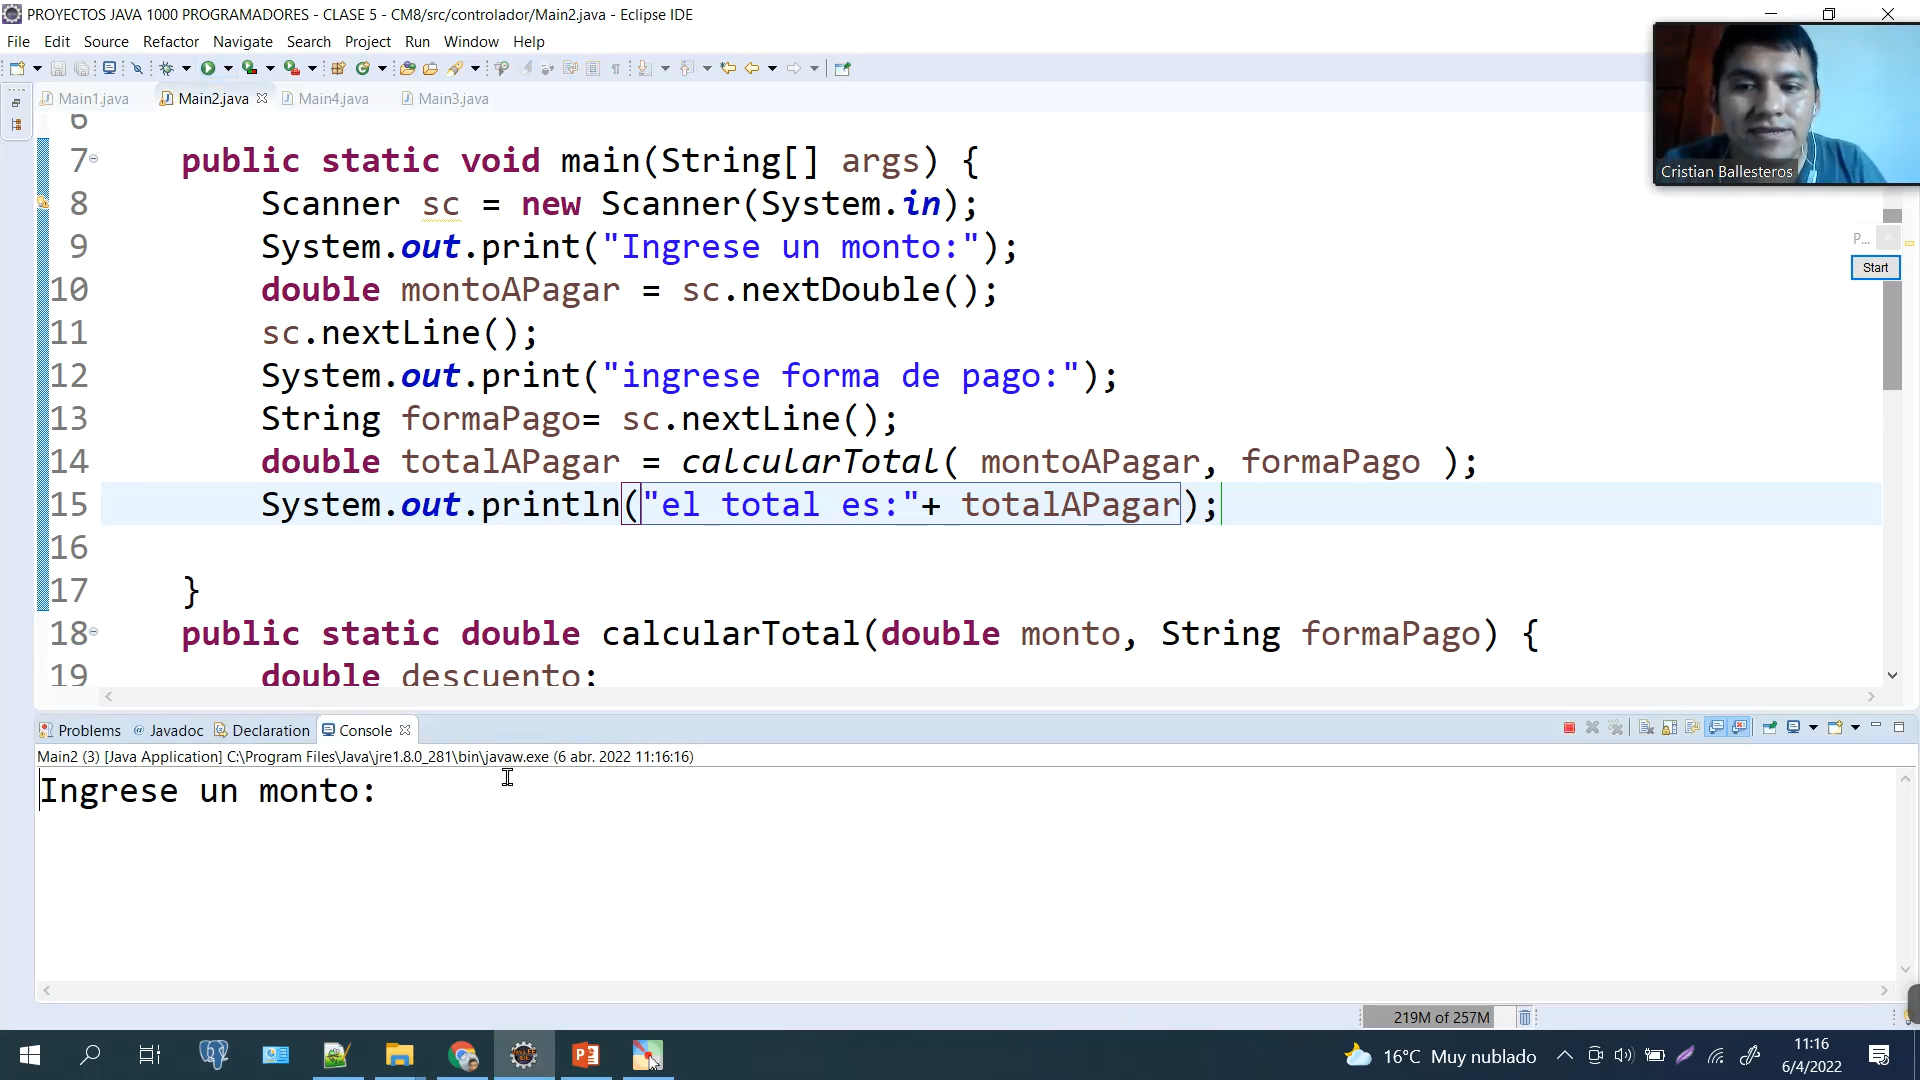 PROYECTOS JAVA 1000 PROGRAMADORES - CLASE 5 - CM8/src/controlador/Main2.java - Eclipse IDE
File Edit Source Refactor Navigate Search Project Run Window Help
Main1.java Main2.java Main4.java Main3.java
Cristian Ballesteros
P...
Start
6
7 public static void main(String[] args) {
8 Scanner sc = new Scanner(System.in);
9 System.out.print("Ingrese un monto:");
10 double montoAPagar = sc.nextDouble();
11 sc.nextLine();
12 System.out.print("ingrese forma de pago:");
13 String formaPago= sc.nextLine();
14 double totalAPagar = calcularTotal( montoAPagar, formaPago );
15 System.out.println("el total es:"+ totalAPagar);
16
17 }
18 public static double calcularTotal(double monto, String formaPago) {
19 double descuento;
Problems @ Javadoc Declaration Console
Main2 (3) [Java Application] C:\Program Files\Java\jre1.8.0_281\bin\javaw.exe (6 abr. 2022 11:16:16)
Ingrese un monto:
219M of 257M
16°C Muy nublado
11:16
6/4/2022